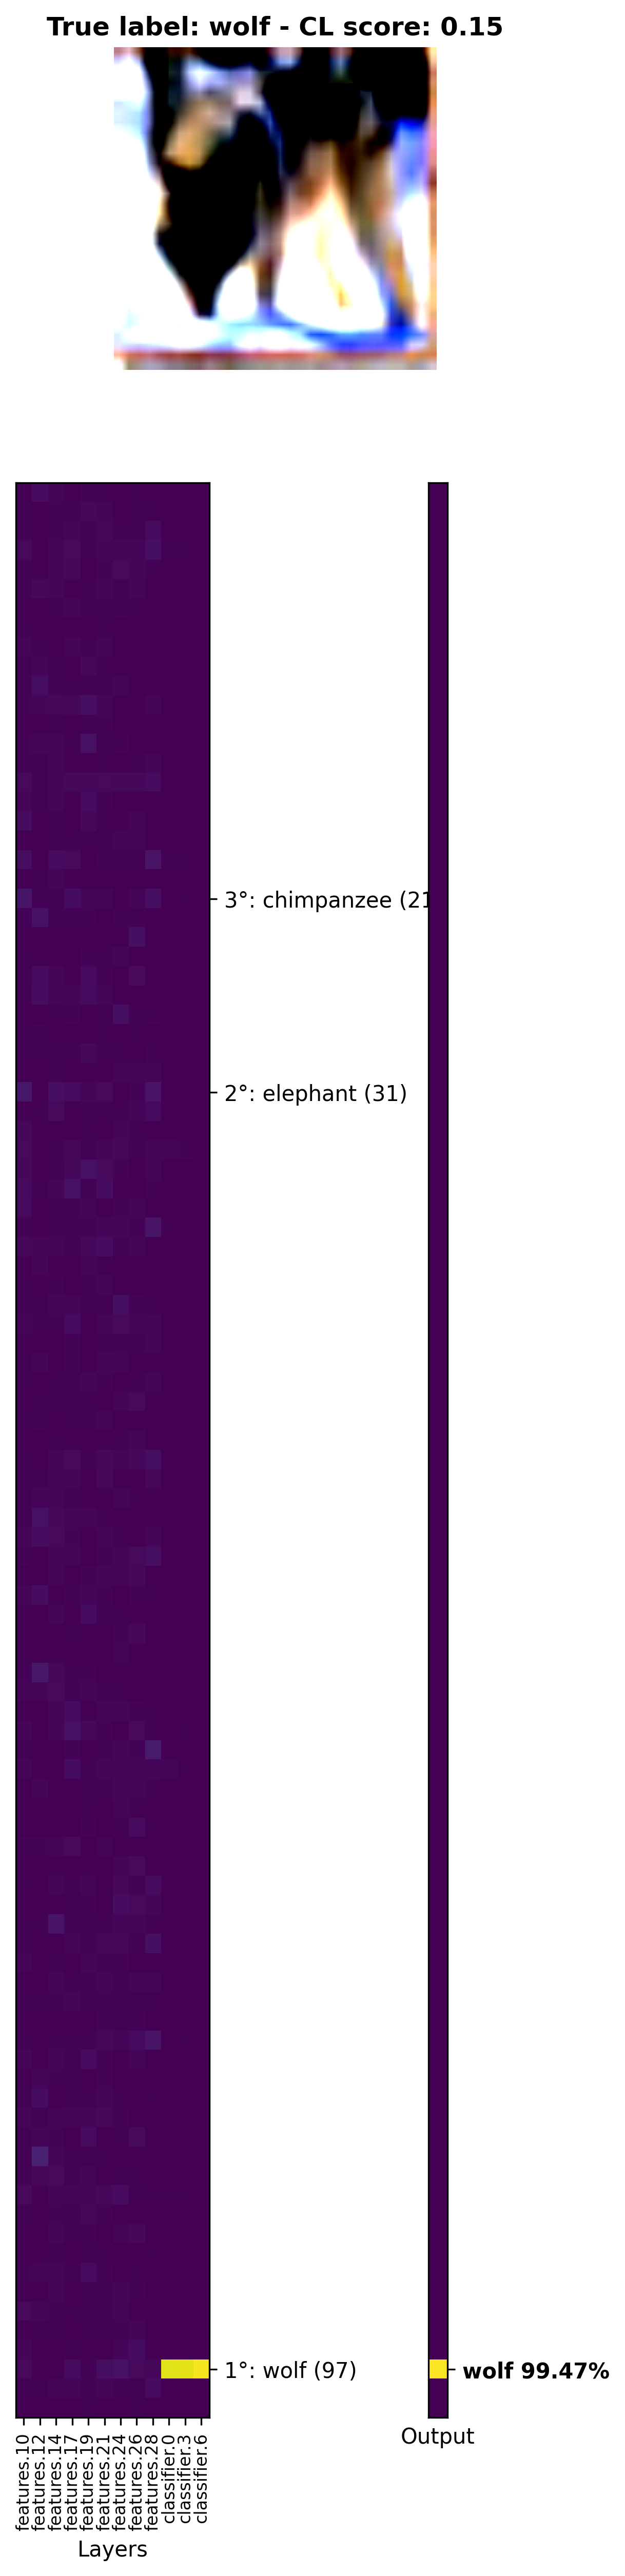 True label: wolf - CL score: 0.15
3°: chimpanzee (21
2°: elephant (31)
1°: wolf (97)
wolf 99.47%
Output
features.10
features.12
features.14
features.17
features.19
features.21
features.24
features.26
features.28
classifier.0
classifier.3
classifier.6
Layers